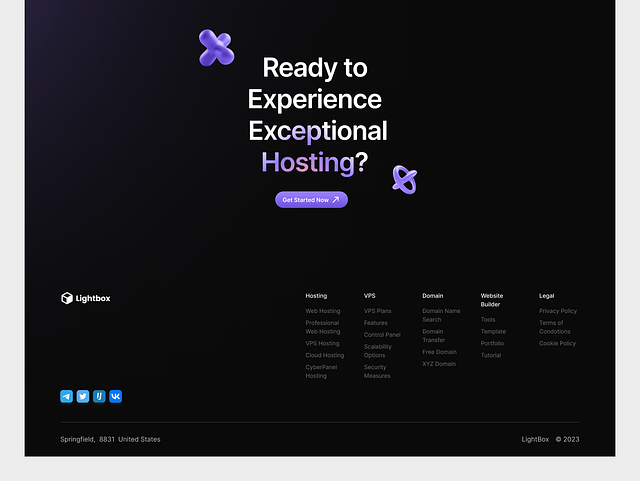 Ready to
Experience
Exceptional
Hosting?
Get Started Now
Lightbox
Hosting
Web Hosting
Professional
Web Hosting
VPS Hosting
Cloud Hosting
CyberPanel
Hosting
VPS
VPS Plans
Features
Control Panel
Scalability
Options
Security
Measures
Domain
Domain Name
Search
Domain
Transfer
Free Domain
XYZ Domain
Website
Builder
Tools
Template
Portfolio
Tutorial
Legal
Privacy Policy
Terms of
Condotions
Cookie Policy
Springfield, 8831 United States
LightBox © 2023